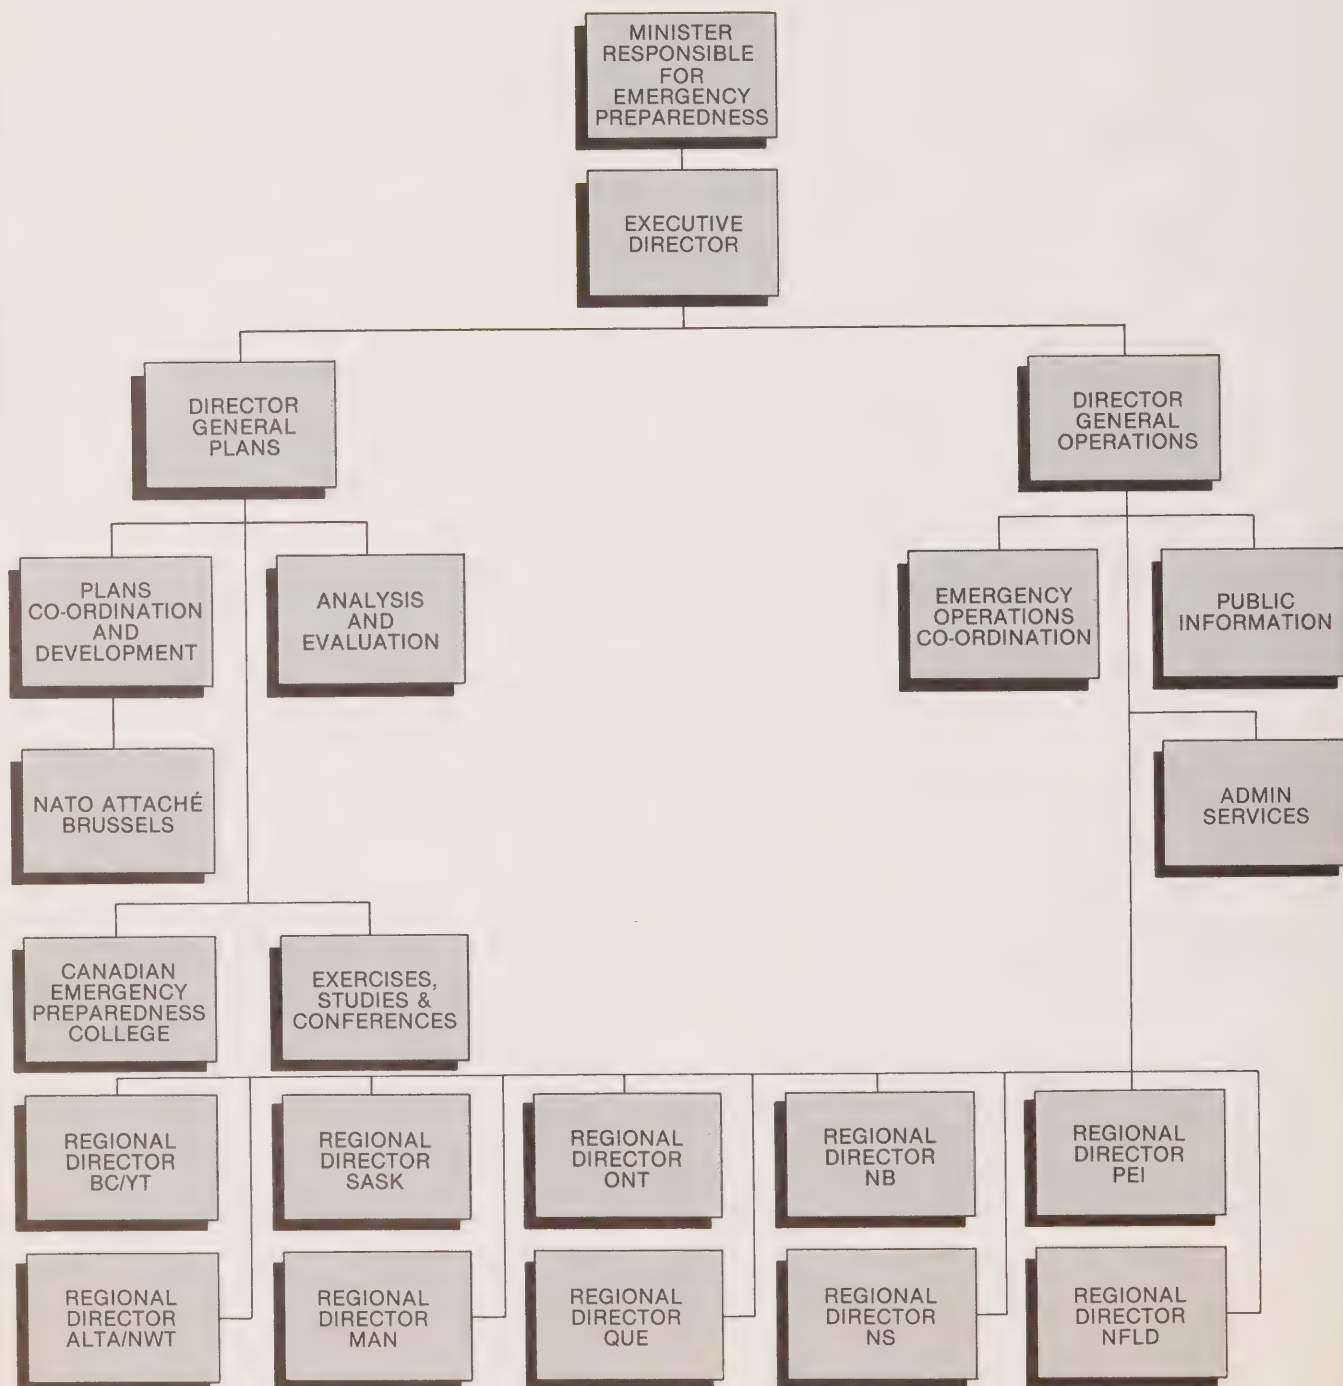 MINISTER
RESPONSIBLE
FOR
EMERGENCY
PREPAREDNESS
EXECUTIVE
DIRECTOR
DIRECTOR
GENERAL
PLANS
DIRECTOR
GENERAL
OPERATIONS
PLANS
CO-ORDINATION
AND
DEVELOPMENT
ANALYSIS
AND
EVALUATION
EMERGENCY
OPERATIONS
CO-ORDINATION
PUBLIC
INFORMATION
NATO ATTACHÉ
BRUSSELS
ADMIN
SERVICES
CANADIAN
EMERGENCY
PREPAREDNESS
COLLEGE
EXERCISES,
STUDIES &
CONFERENCES
REGIONAL
DIRECTOR
BC/YT
REGIONAL
DIRECTOR
SASK
REGIONAL
DIRECTOR
ONT
REGIONAL
DIRECTOR
NB
REGIONAL
DIRECTOR
PEI
REGIONAL
DIRECTOR
ALTA/NWT
REGIONAL
DIRECTOR
MAN
REGIONAL
DIRECTOR
QUE
REGIONAL
DIRECTOR
NS
REGIONAL
DIRECTOR
NFLD